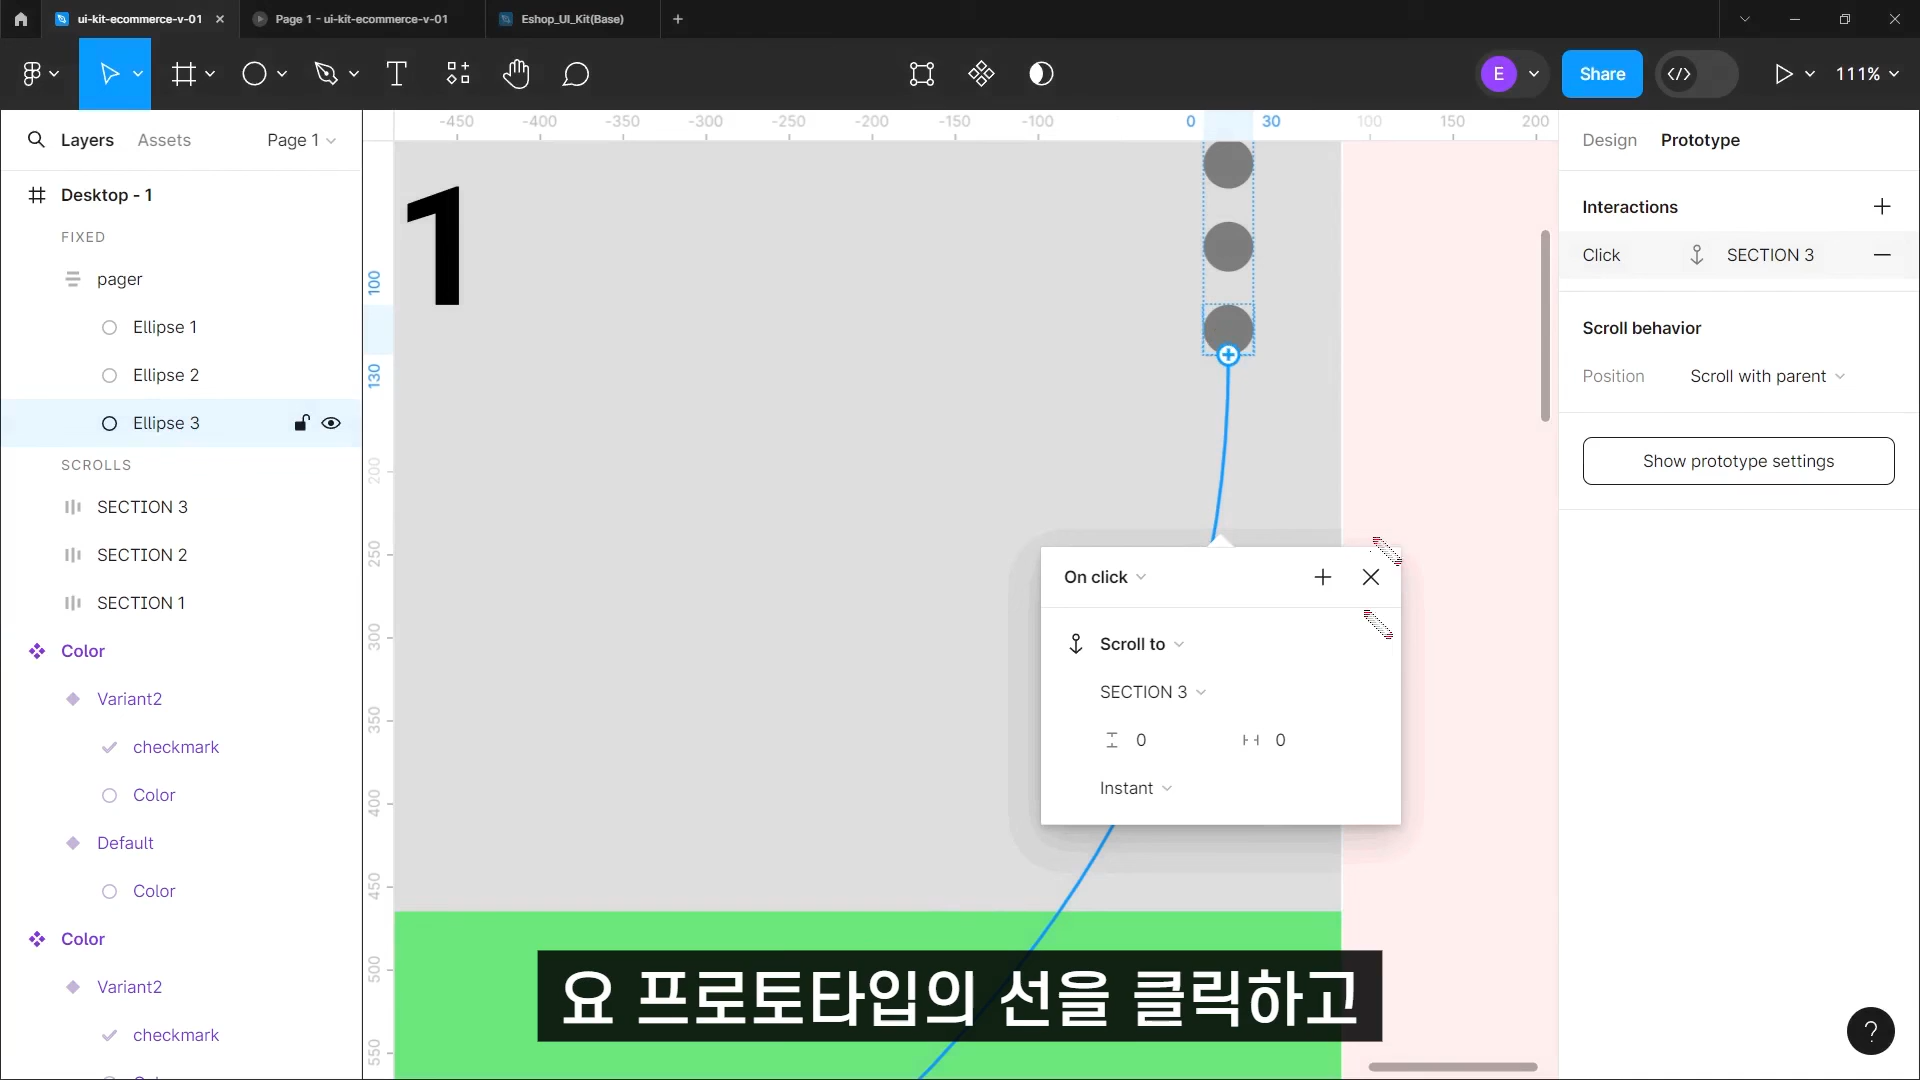 ui-kit-ecommerce-v-01
Page 1 - ui-kit-ecommerce-v-01
Eshop_UI_Kit(Base)
E
Share
111%
Layers
Assets
Page 1
Desktop - 1
FIXED
pager
Ellipse 1
Ellipse 2
Ellipse 3
SCROLLS
SECTION 3
SECTION 2
SECTION 1
Color
Variant2
checkmark
Color
Default
Color
Color
Variant2
checkmark
-450
-400
-350
-300
-250
-200
-150
-100
0
30
100
150
200
100
130
200
250
300
350
400
450
500
550
1
On click
Scroll to
SECTION 3
0
0
Instant
요 프로토타입의 선을 클릭하고
Design
Prototype
Interactions
Click
SECTION 3
Scroll behavior
Position
Scroll with parent
Show prototype settings
?